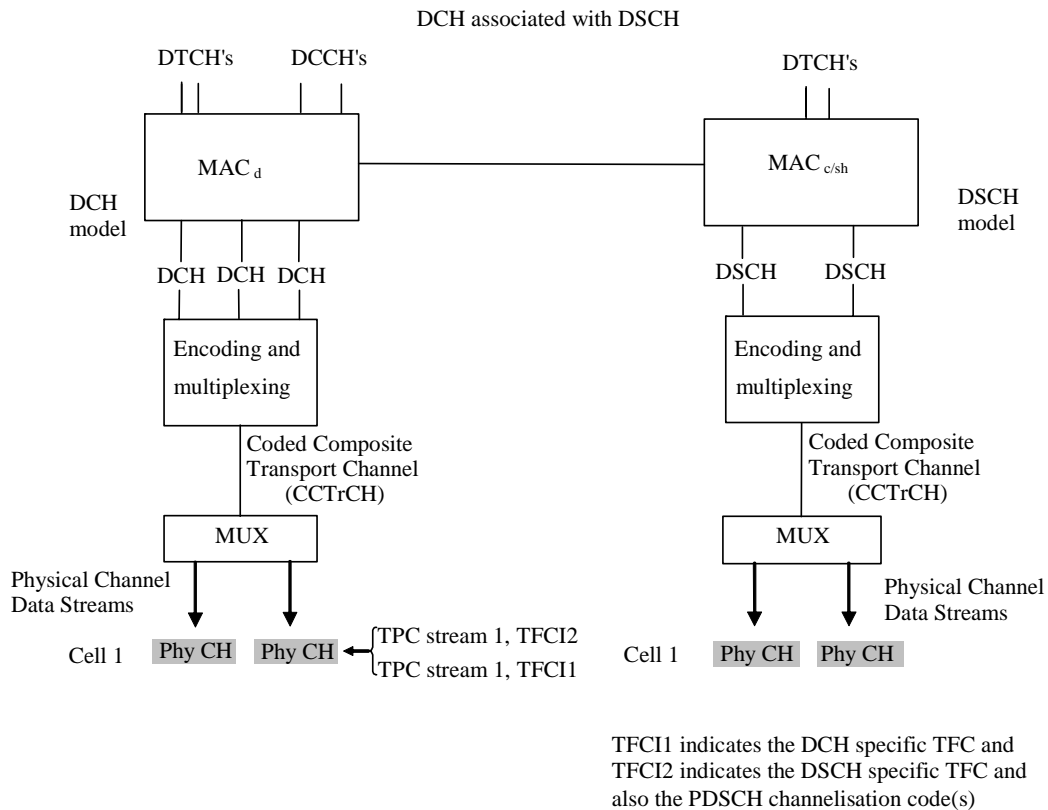 DCH associated with DSCH
DTCH's
DCCH's
DTCH's
MAC d
MAC c/sh
DCH
model
DSCH
model
DCH
DCH
DCH
DSCH
DSCH
Encoding and
multiplexing
Encoding and
multiplexing
Coded Composite
Transport Channel
(CCTrCH)
Coded Composite
Transport Channel
(CCTrCH)
MUX
MUX
Physical Channel
Data Streams
Physical Channel
Data Streams
Cell 1
Phy CH
Phy CH
TPC stream 1, TFCI2
TPC stream 1, TFCI1
Cell 1
Phy CH
Phy CH
TFCI1 indicates the DCH specific TFC and
TFCI2 indicates the DSCH specific TFC and
also the PDSCH channelisation code(s)